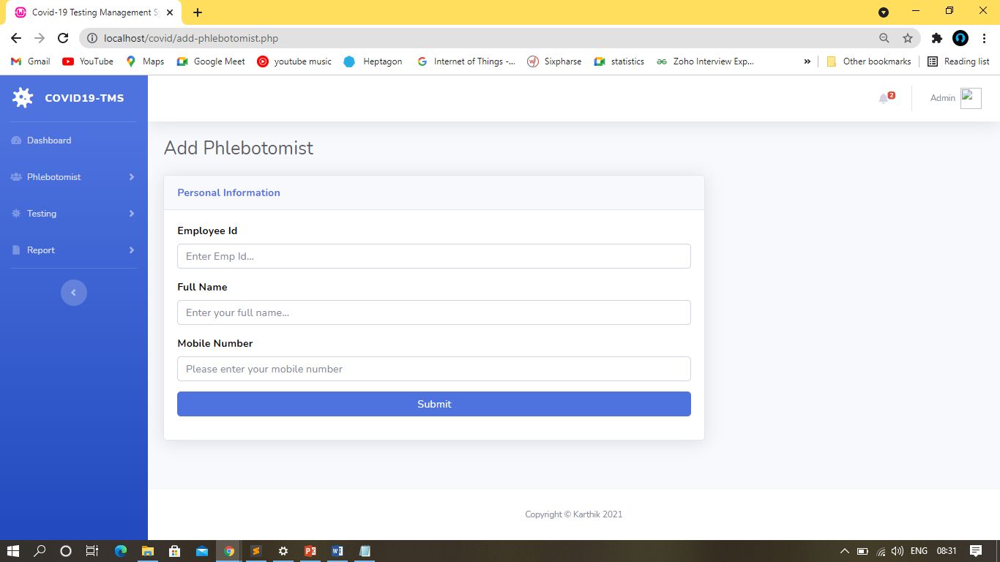 Covid-19 Testing Management S
localhost/covid/add-phlebotomist.php
Gmail YouTube Maps Google Meet youtube music Heptagon Internet of Things -... Sixpharse statistics Zoho Interview Exp... » Other bookmarks Reading list
COVID19-TMS
2
Admin
Dashboard
Phlebotomist
Testing
Report
Add Phlebotomist
Personal Information
Employee Id
Enter Emp Id...
Full Name
Enter your full name...
Mobile Number
Please enter your mobile number
Submit
Copyright © Karthik 2021
ENG 08:31